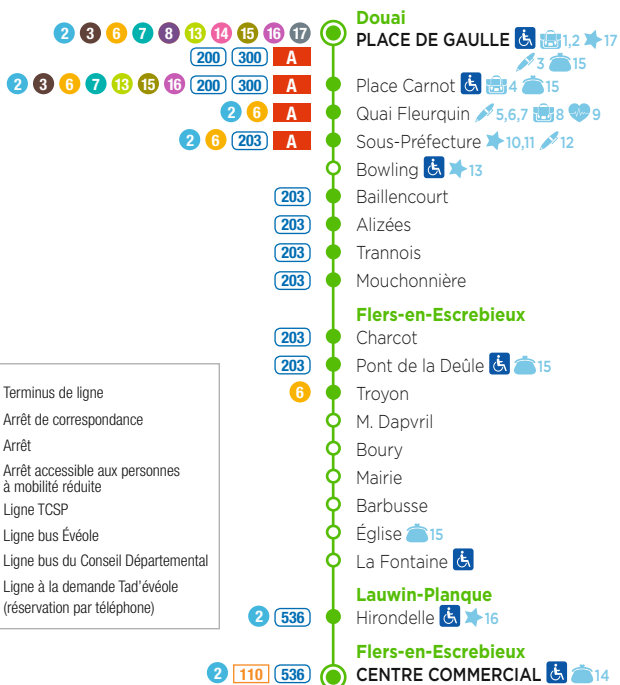 Douai
2 3 6 7 8 13 14 15 16 17 PLACE DE GAULLE 1,2 17
200 300 A 3 15
2 3 6 7 13 15 16 200 300 A Place Carnot 4 15
2 6 A Quai Fleurquin 5,6,7 8 9
2 6 203 A Sous-Préfecture 10,11 12
Bowling 13
203 Baillencourt
203 Alizées
203 Trannois
203 Mouchonnière
Flers-en-Escrebieux
203 Charcot
203 Pont de la Deûle 15
6 Troyon
M. Dapvril
Boury
Mairie
Barbusse
Église 15
La Fontaine
Lauwin-Planque
2 536 Hirondelle 16
Flers-en-Escrebieux
2 110 536 CENTRE COMMERCIAL 14
Terminus de ligne
Arrêt de correspondance
Arrêt
Arrêt accessible aux personnes
à mobilité réduite
Ligne TCSP
Ligne bus Évéole
Ligne bus du Conseil Départemental
Ligne à la demande Tad'évéole
(réservation par téléphone)